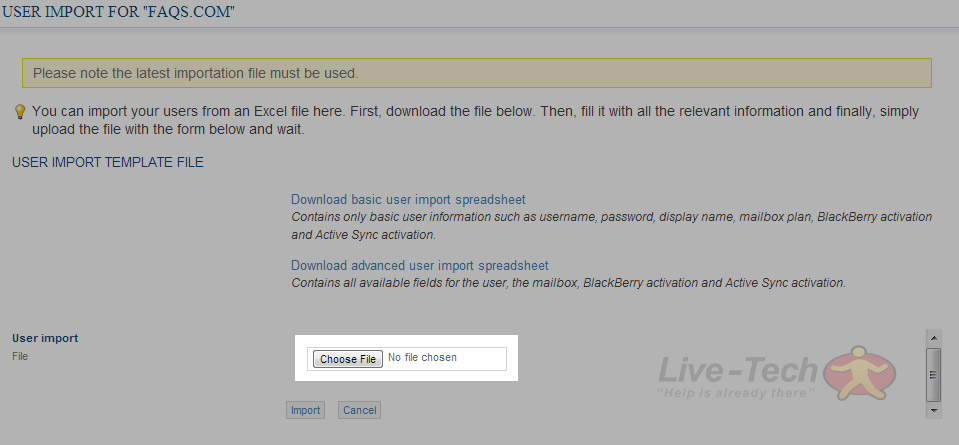 USER IMPORT FOR "FAQS.COM"
Please note the latest importation file must be used.
You can import your users from an Excel file here. First, download the file below. Then, fill it with all the relevant information and finally, simply
upload the file with the form below and wait.
USER IMPORT TEMPLATE FILE
Download basic user import spreadsheet
Contains only basic user information such as username, password, display name, mailbox plan, BlackBerry activation
and Active Sync activation.
Download advanced user import spreadsheet
Contains all available fields for the user, the mailbox, BlackBerry activation and Active Sync activation.
User import
File
Choose File No file chosen
Live-Tech
"Help is already there"
Import Cancel